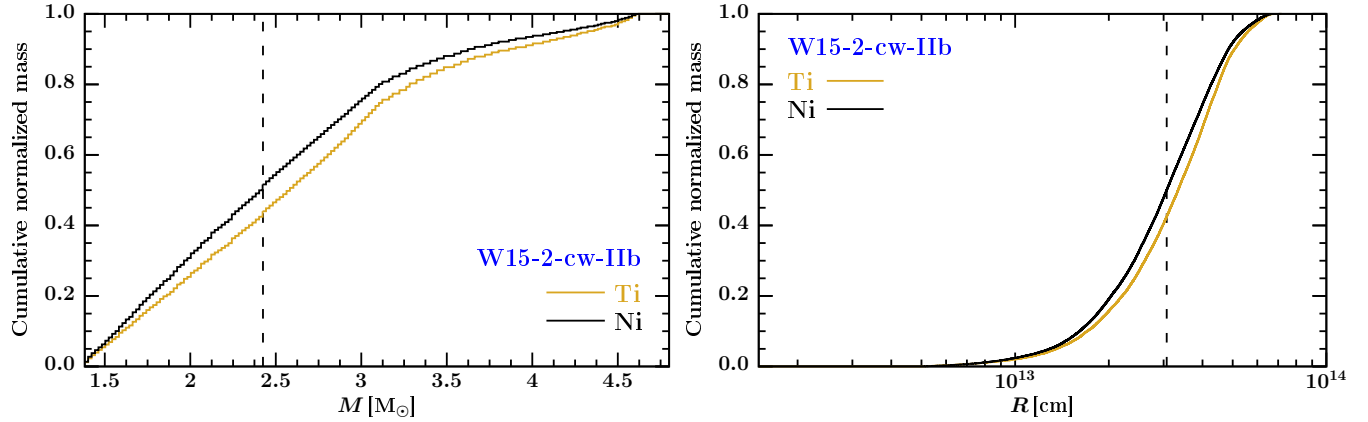 Cumulative normalized mass
1.0
0.8
0.6
0.4
0.2
0.0
W15-2-cw-IIb
Ti
Ni
1.5 2 2.5 3 3.5 4 4.5
M [M☉]
Cumulative normalized mass
1.0
0.8
0.6
0.4
0.2
0.0
W15-2-cw-IIb
Ti
Ni
10¹³ 10¹⁴
R [cm]